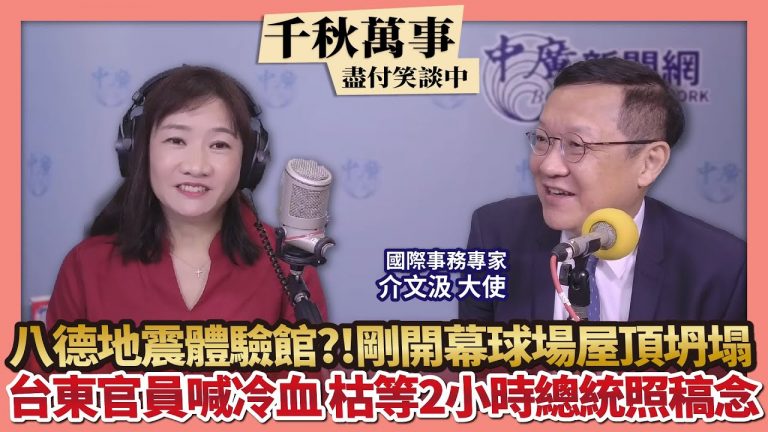 千秋萬事
盡付笑談中
中廣新聞網
國際事務專家
介文汲 大使
八德地震體驗館?!剛開幕球場屋頂坍塌
台東官員喊冷血 枯等2小時總統照稿念